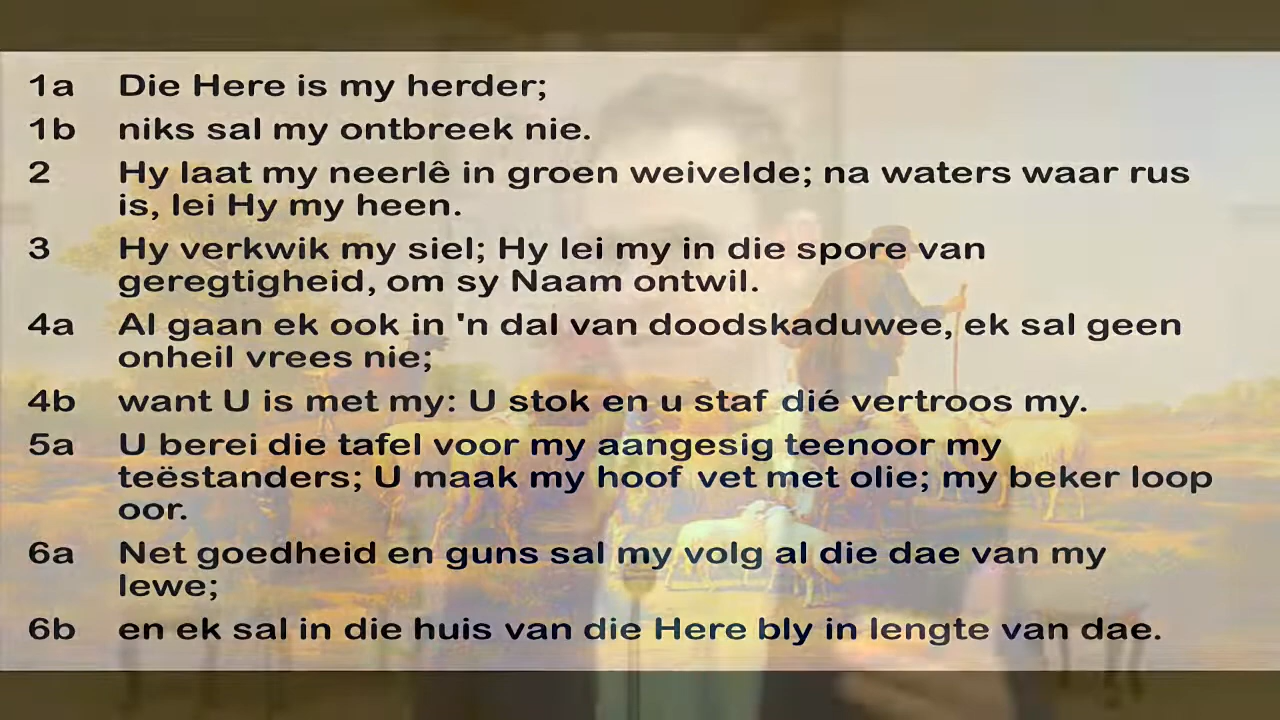 1a Die Here is my herder;
1b niks sal my ontbreek nie.
2 Hy laat my neerlê in groen weivelde; na waters waar rus
is, lei Hy my heen.
3 Hy verkwik my siel; Hy lei my in die spore van
geregtigheid, om sy Naam ontwil.
4a Al gaan ek ook in 'n dal van doodskaduwee, ek sal geen
onheil vrees nie;
4b want U is met my: U stok en u staf dié vertroos my.
5a U berei die tafel voor my aangesig teenoor my
teëstanders; U maak my hoof vet met olie; my beker loop
oor.
6a Net goedheid en guns sal my volg al die dae van my
lewe;
6b en ek sal in die huis van die Here bly in lengte van dae.